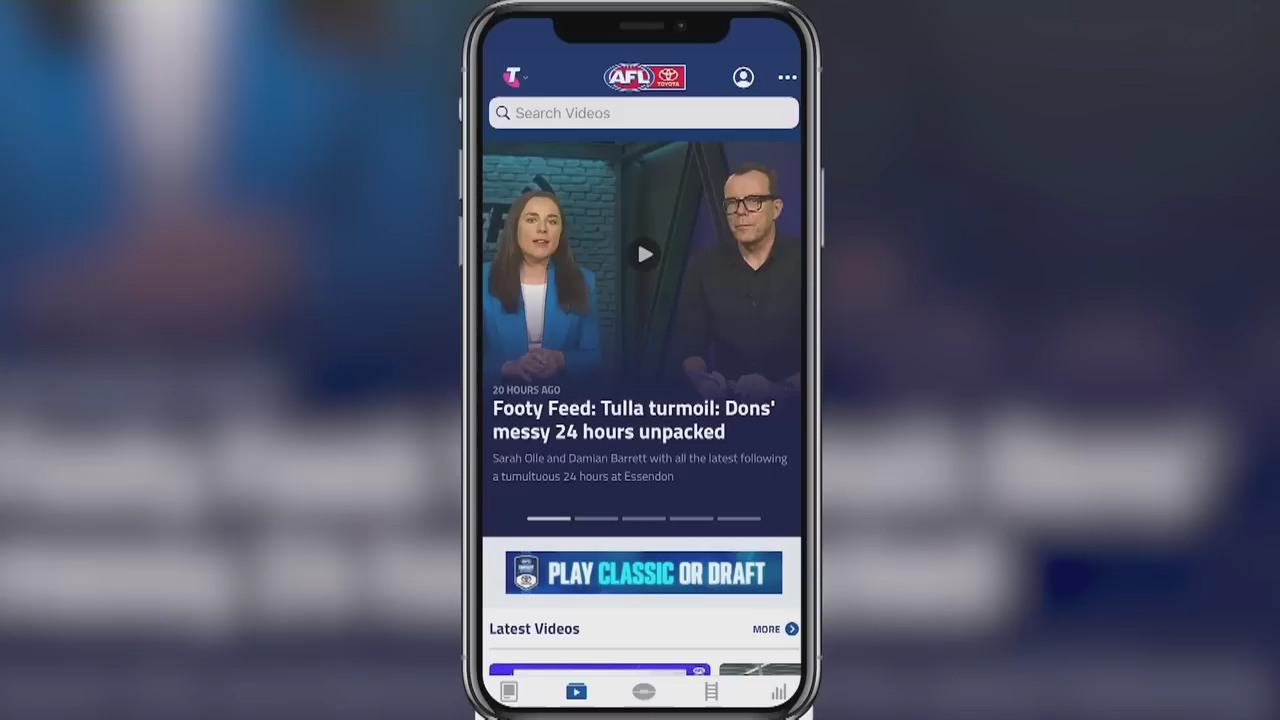 T
AFL
TOYOTA
Search Videos
20 HOURS AGO
Footy Feed: Tulla turmoil: Dons'
messy 24 hours unpacked
Sarah Olle and Damian Barrett with all the latest following
a tumultuous 24 hours at Essendon
PLAY CLASSIC OR DRAFT
Latest Videos
MORE